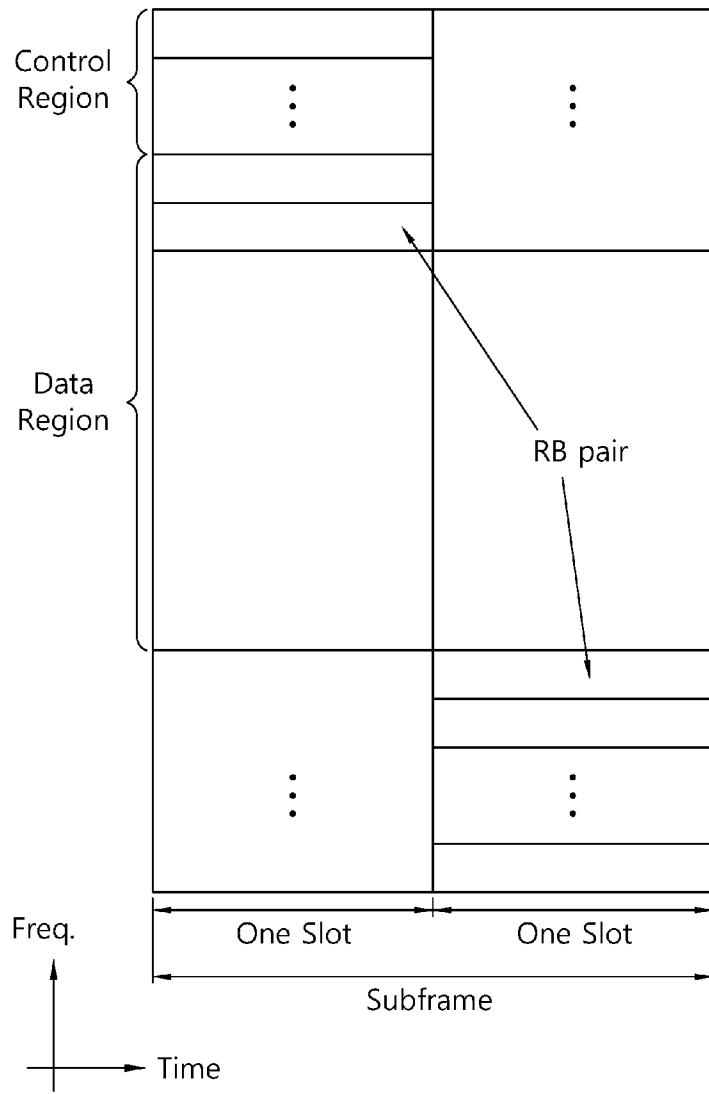 Control
Region
Data
Region
RB pair
One Slot
One Slot
Freq.
Subframe
Time